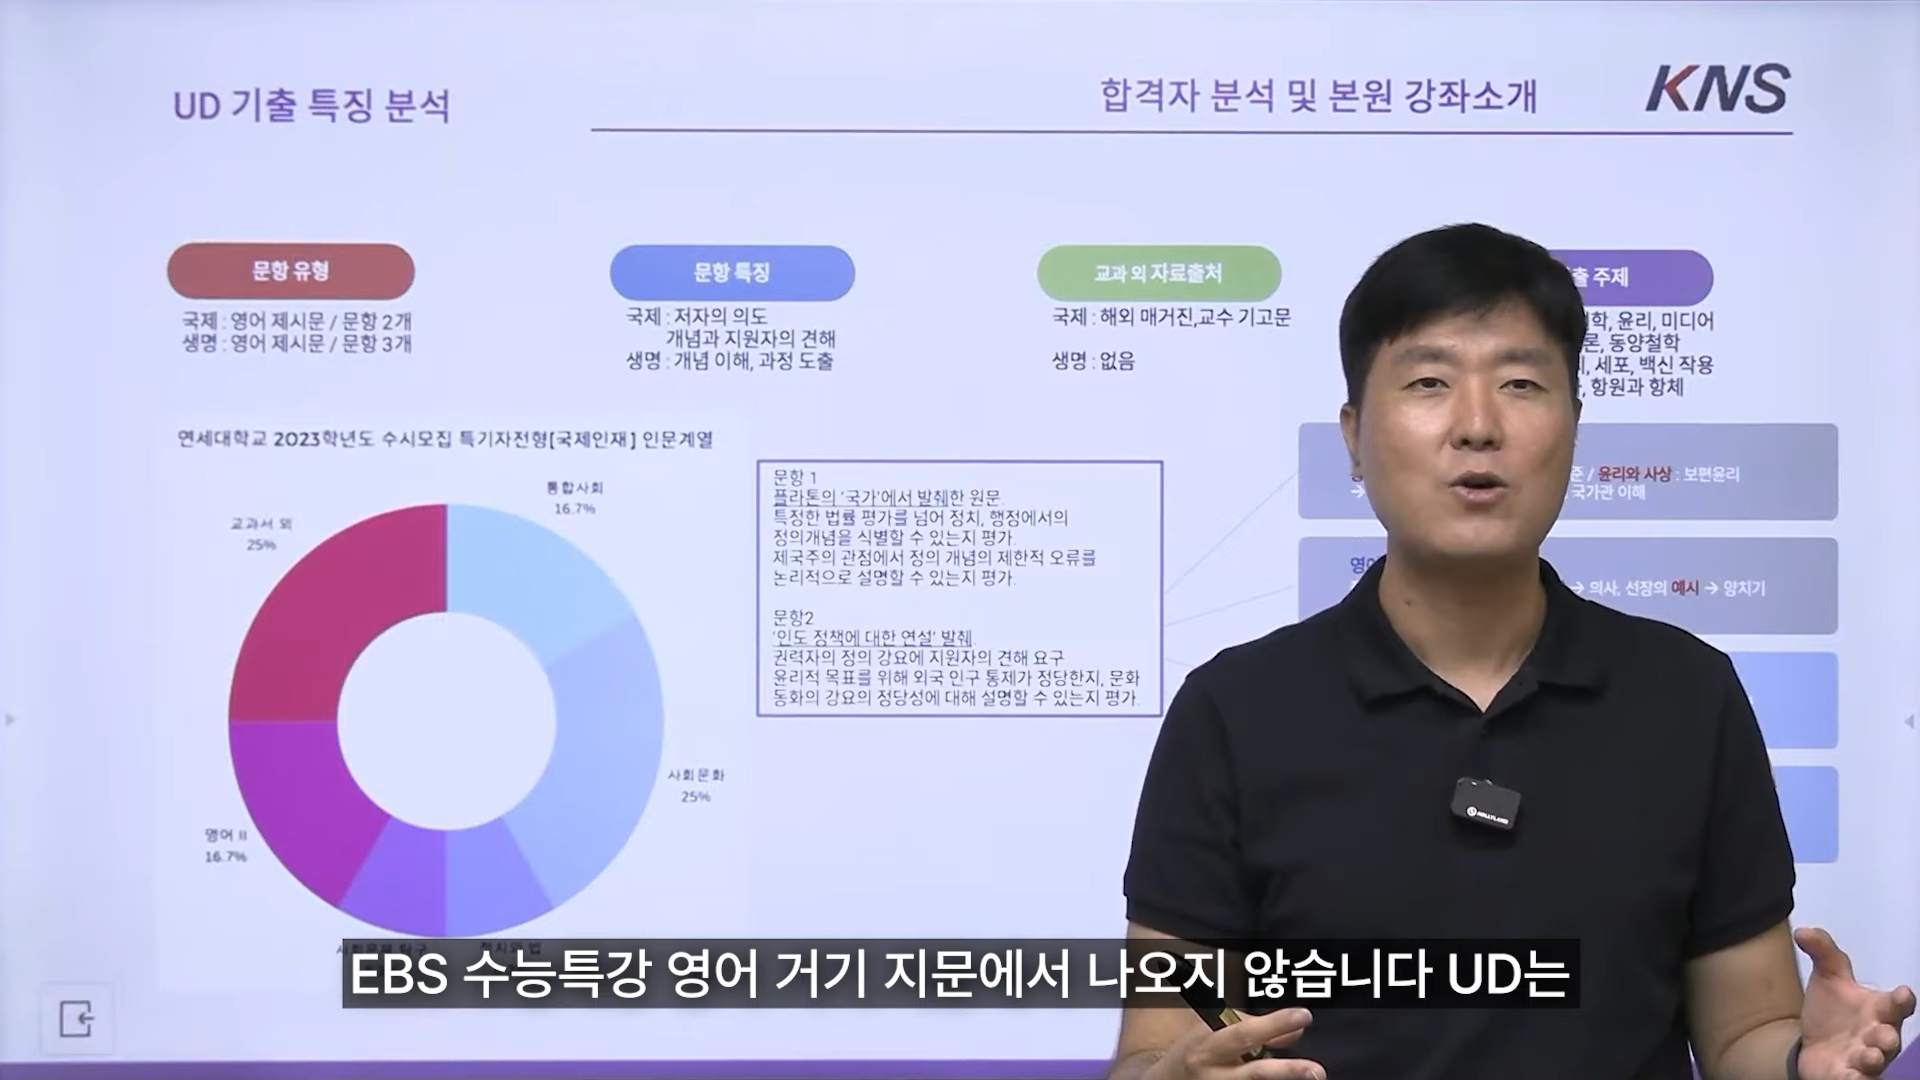 UD 기출 특징 분석
합격자 분석 및 본원 강좌소개
KNS
문항 유형
국제 : 영어 제시문 / 문항 2개
생명 : 영어 제시문 / 문항 3개
문항 특징
국제 : 저자의 의도
개념과 지원자의 견해
생명 : 개념 이해, 과정 도출
교과 외 자료출처
국제 : 해외 매거진,교수 기고문
생명 : 없음
주제
윤리, 미디어
동양철학
세포, 백신 작용
항원과 항체
연세대학교 2023학년도 수시모집 특기자전형[국제인재] 인문계열
통합사회
16.7%
교과서 외
25%
사회문화
25%
영어 II
16.7%
사회문제 탐구
정치와 법
문항 1
플라톤의 '국가'에서 발췌한 원문.
특정한 법률 평가를 넘어 정치, 행정에서의
정의개념을 식별할 수 있는지 평가.
제국주의 관점에서 정의 개념의 제한적 오류를
논리적으로 설명할 수 있는지 평가.
문항2
'인도 정책에 대한 연설' 발췌.
권력자의 정의 강요에 지원자의 견해 요구
윤리적 목표를 위해 외국 인구 통제가 정당한지, 문화
동화의 강요의 정당성에 대해 설명할 수 있는지 평가.
/ 윤리와 사상 : 보편윤리
국가관 이해
→ 의사, 선장의 예시 → 양치기
HOLLYLAND
EBS 수능특강 영어 거기 지문에서 나오지 않습니다 UD는